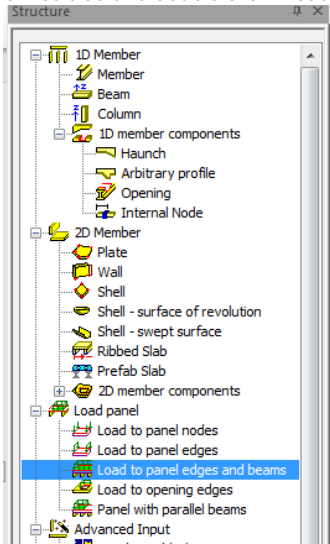 Structure
1D Member
Member
Beam
Column
1D member components
Haunch
Arbitrary profile
Opening
Internal Node
2D Member
Plate
Wall
Shell
Shell - surface of revolution
Shell - swept surface
Ribbed Slab
Prefab Slab
2D member components
Load panel
Load to panel nodes
Load to panel edges
Load to panel edges and beams
Load to opening edges
Panel with parallel beams
Advanced Input